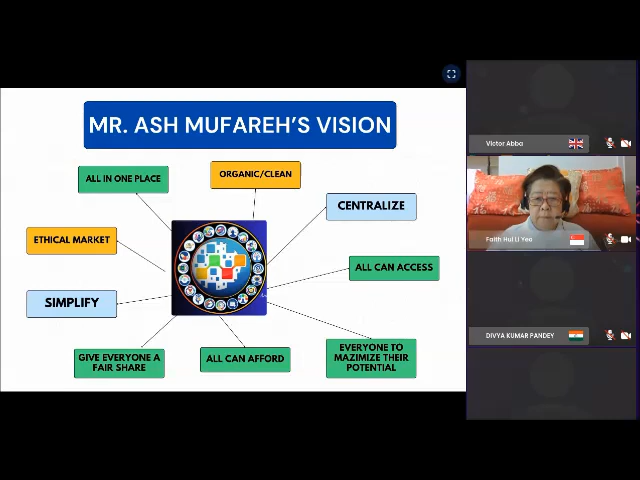 MR. ASH MUFAREH'S VISION
ALL IN ONE PLACE
ORGANIC/CLEAN
CENTRALIZE
ETHICAL MARKET
ALL CAN ACCESS
SIMPLIFY
GIVE EVERYONE A
FAIR SHARE
ALL CAN AFFORD
EVERYONE TO
MAZIMIZE THEIR
POTENTIAL
Victor Abba
Faith Hui Li Yeo
DIVYA KUMAR PANDEY